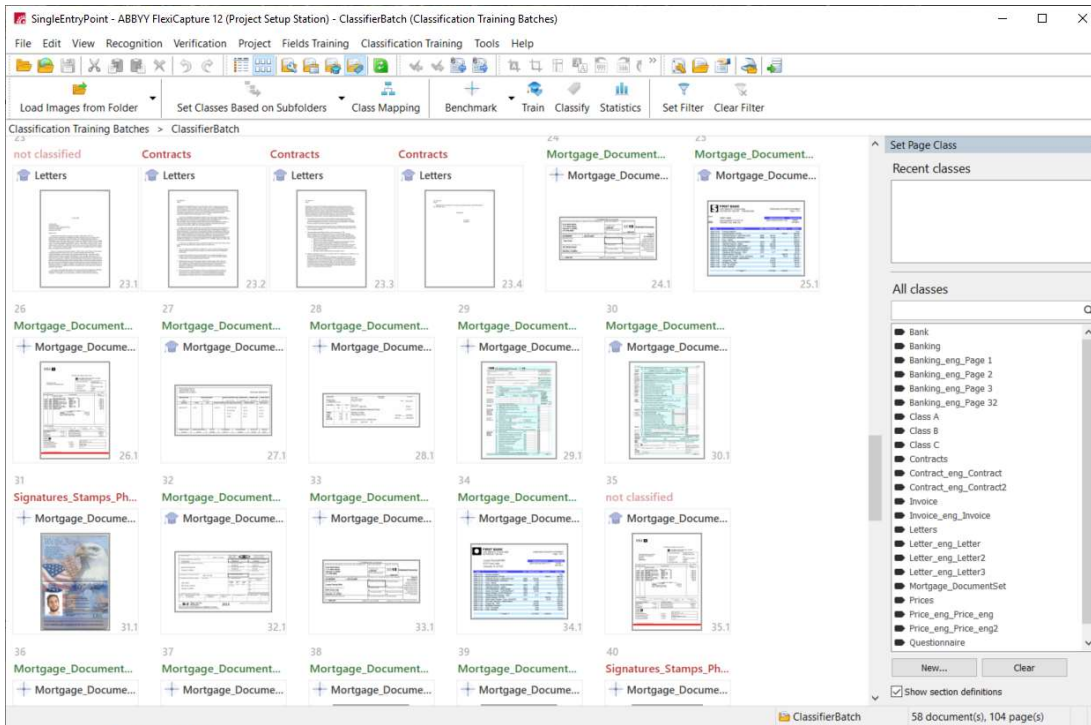 SingleEntryPoint - ABBYY FlexiCapture 12 (Project Setup Station) - ClassifierBatch (Classification Training Batches)
File Edit View Recognition Verification Project Fields Training Classification Training Tools Help
Load Images from Folder Set Classes Based on Subfolders Class Mapping Benchmark Train Classify Statistics Set Filter Clear Filter
Classification Training Batches > ClassifierBatch
23 24 25
not classified Contracts Contracts Contracts Mortgage_Document... Mortgage_Document...
Letters Letters Letters Letters Mortgage_Docume... Mortgage_Docume...
FIRST BANK
23.1 23.2 23.3 23.4 24.1 25.1
26 27 28 29 30
Mortgage_Document... Mortgage_Document... Mortgage_Document... Mortgage_Document... Mortgage_Document...
Mortgage_Docume... Mortgage_Docume... Mortgage_Docume... Mortgage_Docume... Mortgage_Docume...
26.1 27.1 28.1 29.1 30.1
31 32 33 34 35
Signatures_Stamps_Ph... Mortgage_Document... Mortgage_Document... Mortgage_Document... not classified
Mortgage_Docume... Mortgage_Docume... Mortgage_Docume... Mortgage_Docume... Mortgage_Docume...
FIRST BANK
31.1 32.1 33.1 34.1 35.1
36 37 38 39 40
Mortgage_Document... Mortgage_Document... Mortgage_Document... Mortgage_Document... Signatures_Stamps_Ph...
Mortgage_Docume... Mortgage_Docume... Mortgage_Docume... Mortgage_Docume... Mortgage_Docume...
Set Page Class
Recent classes
All classes
Bank
Banking
Banking_eng_Page 1
Banking_eng_Page 2
Banking_eng_Page 3
Banking_eng_Page 32
Class A
Class B
Class C
Contracts
Contract_eng_Contract
Contract_eng_Contract2
Invoice
Invoice_eng_Invoice
Letters
Letter_eng_Letter
Letter_eng_Letter2
Letter_eng_Letter3
Mortgage_DocumentSet
Prices
Price_eng_Price_eng
Price_eng_Price_eng2
Questionnaire
New... Clear
Show section definitions
ClassifierBatch 58 document(s), 104 page(s)